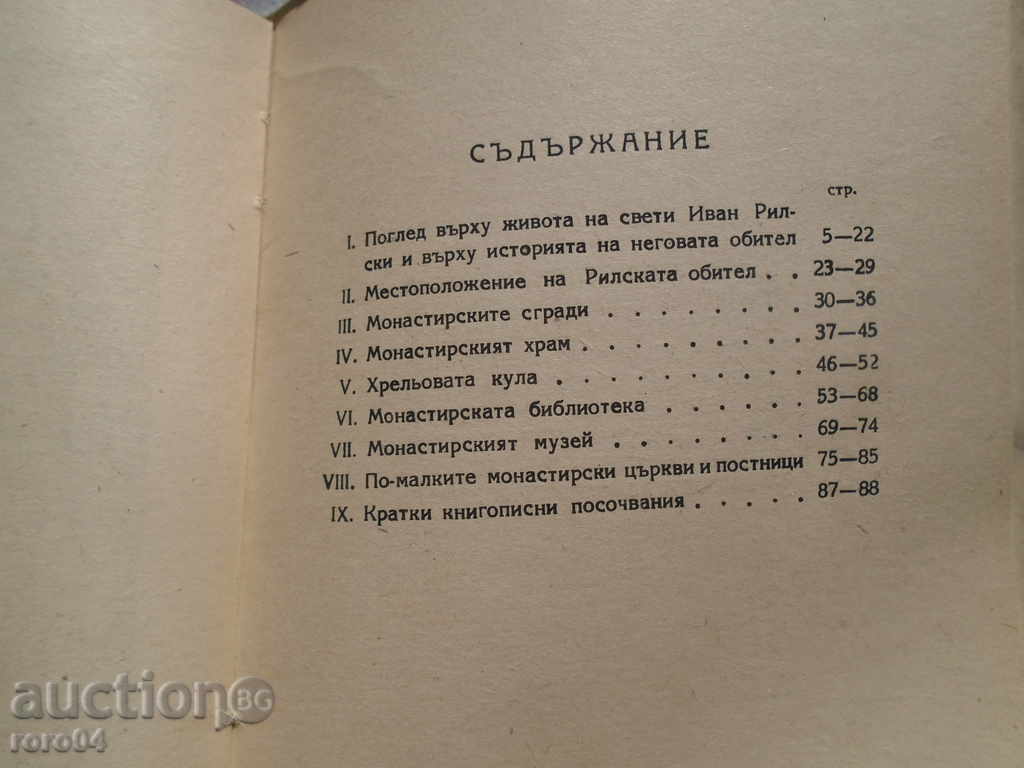 СЪДЪРЖАНИЕ
стр.
I. Поглед върху живота на свети Иван Рил-
ски и върху историята на неговата обител 5—22
II. Местоположение на Рилската обител . . 23—29
III. Монастирските сгради . . . . . . . 30—36
IV. Монастирският храм . . . . . . . . 37—45
V. Хрельовата кула . . . . . . . . . 46—52
VI. Монастирската библиотека . . . . . 53—68
VII. Монастирският музей . . . . . . . 69—74
VIII. По-малките монастирски църкви и постници 75—85
IX. Кратки книгописни посочвания . . . . . 87—88
auction BG
roro04